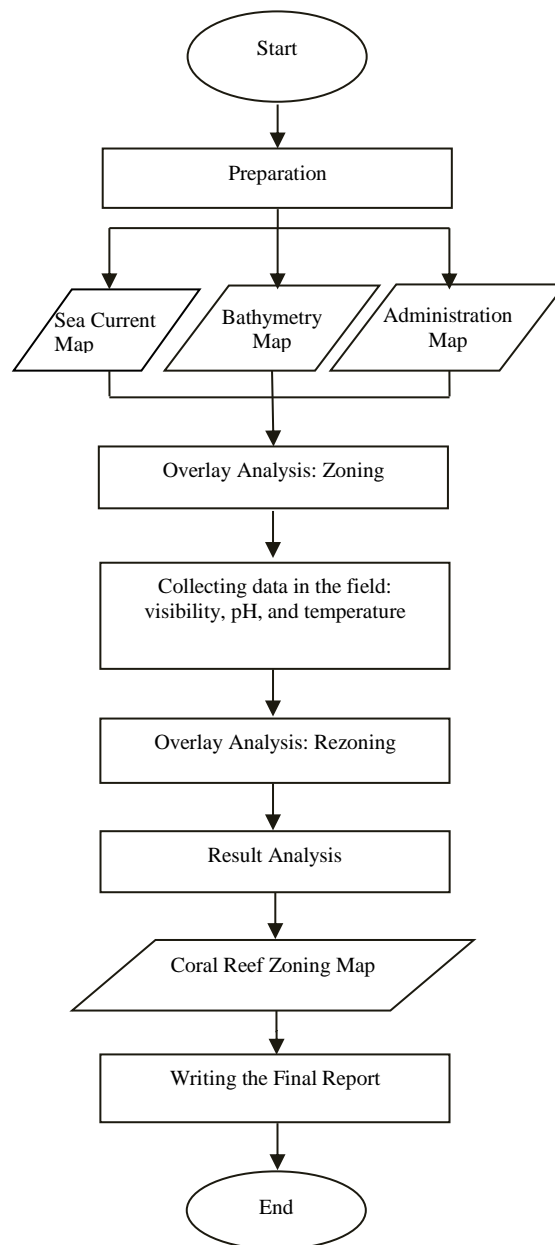 Start
Preparation
Sea Current
Map
Bathymetry
Map
Administration
Map
Overlay Analysis: Zoning
Collecting data in the field:
visibility, pH, and temperature
Overlay Analysis: Rezoning
Result Analysis
Coral Reef Zoning Map
Writing the Final Report
End